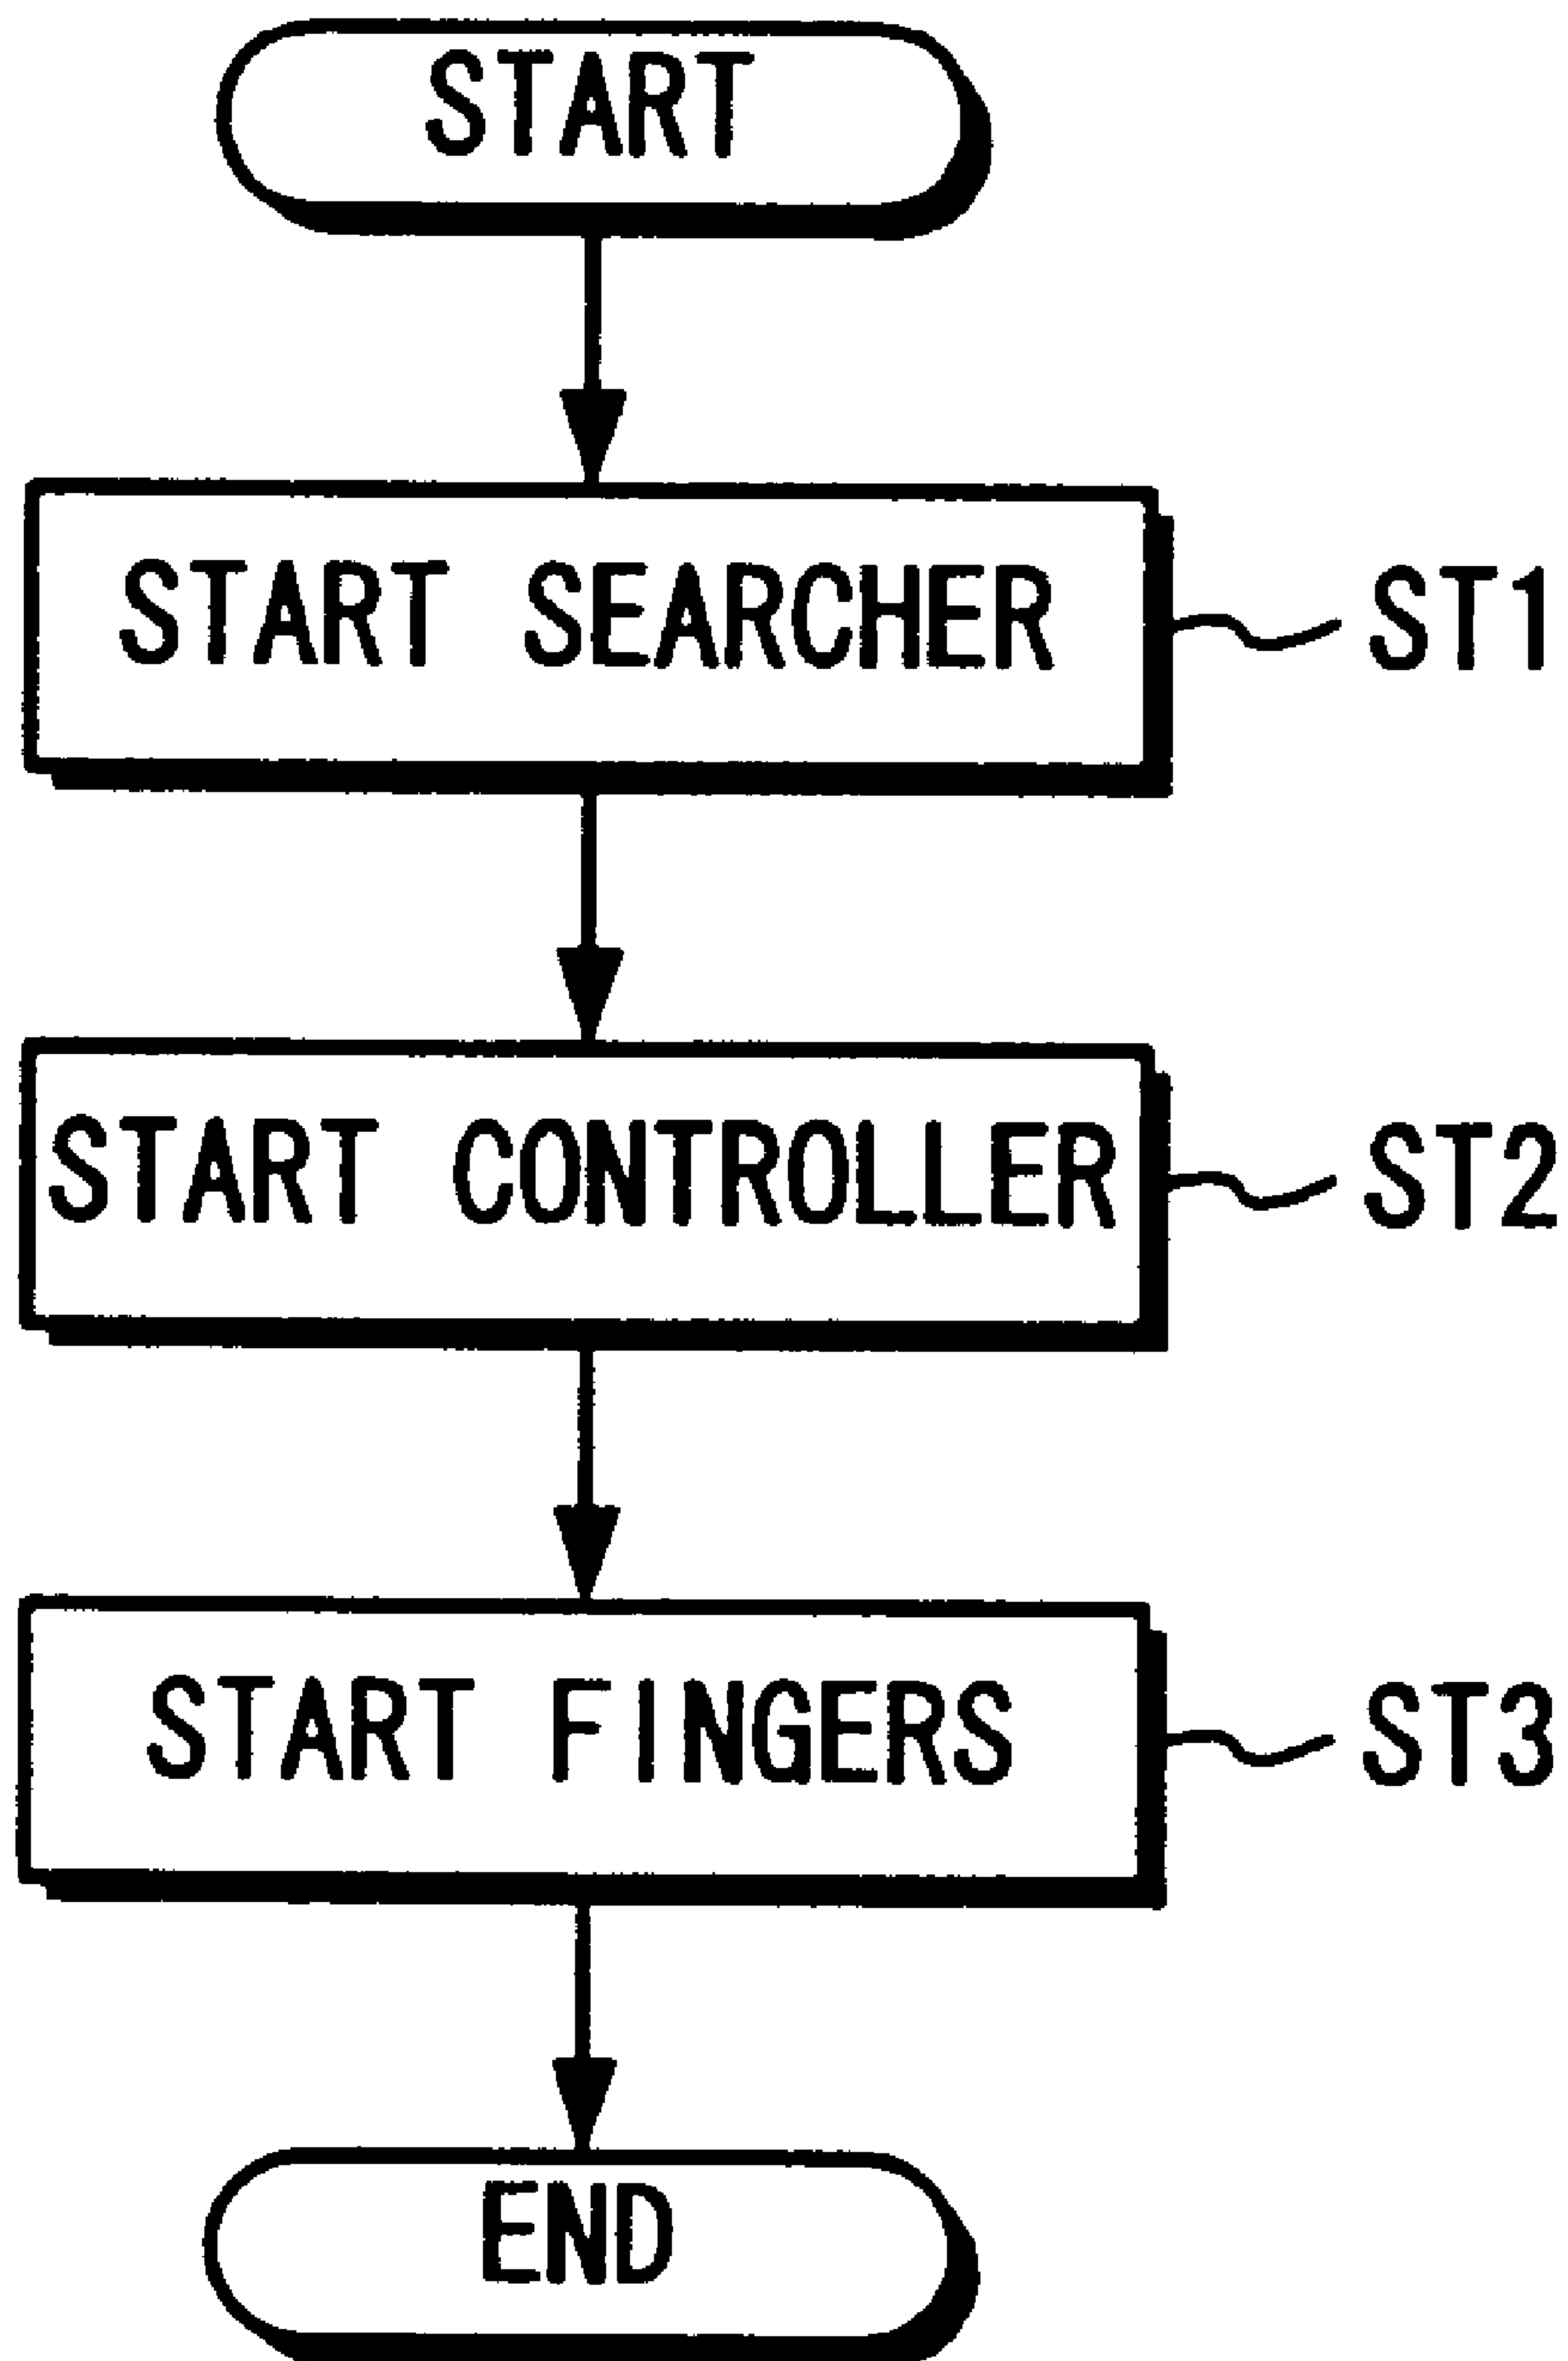 START
START SEARCHER
ST1
START CONTROLLER
ST2
START FINGERS
ST3
END